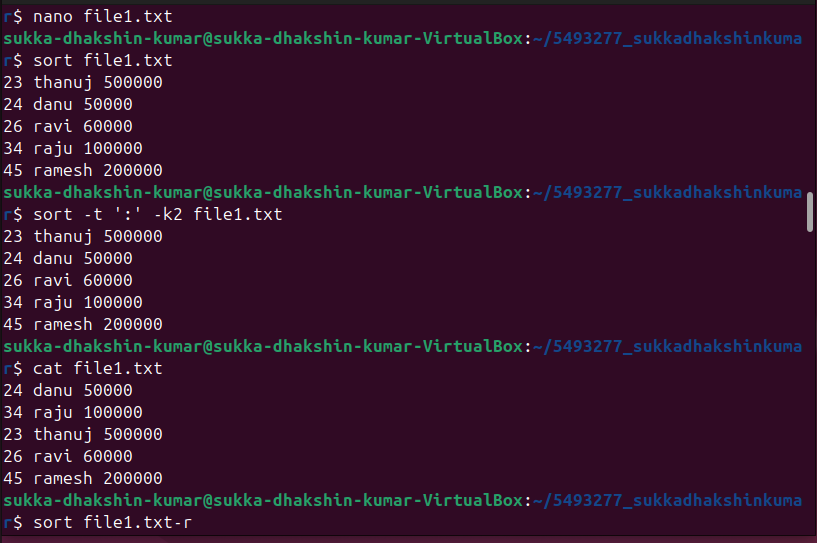 r$ nano file1.txt
sukka-dhakshin-kumar@sukka-dhakshin-kumar-VirtualBox:~/5493277_sukkadhakshinkuma
r$ sort file1.txt
23 thanuj 500000
24 danu 50000
26 ravi 60000
34 raju 100000
45 ramesh 200000
sukka-dhakshin-kumar@sukka-dhakshin-kumar-VirtualBox:~/5493277_sukkadhakshinkuma
r$ sort -t ':' -k2 file1.txt
23 thanuj 500000
24 danu 50000
26 ravi 60000
34 raju 100000
45 ramesh 200000
sukka-dhakshin-kumar@sukka-dhakshin-kumar-VirtualBox:~/5493277_sukkadhakshinkuma
r$ cat file1.txt
24 danu 50000
34 raju 100000
23 thanuj 500000
26 ravi 60000
45 ramesh 200000
sukka-dhakshin-kumar@sukka-dhakshin-kumar-VirtualBox:~/5493277_sukkadhakshinkuma
r$ sort file1.txt-r